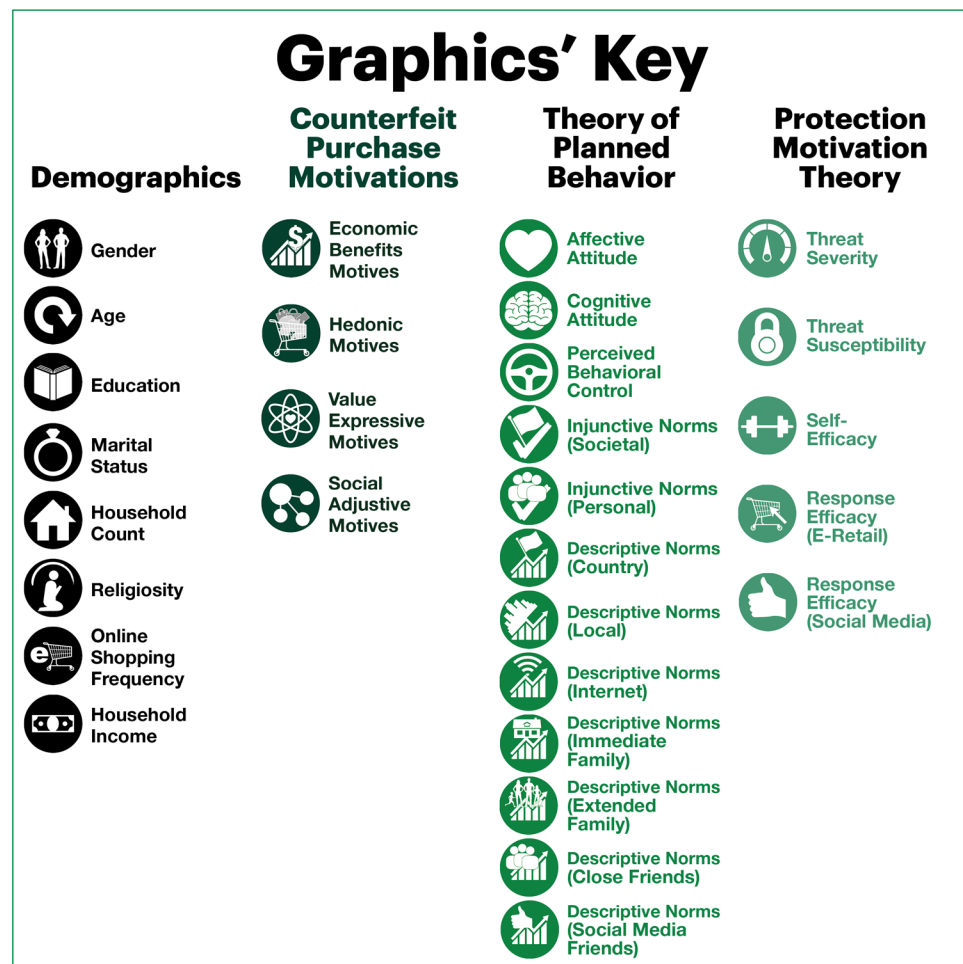 Graphics' Key
Demographics
Gender
Age
Education
Marital
Status
Household
Count
Religiosity
e
Online
Shopping
Frequency
Household
Income
Counterfeit
Purchase
Motivations
$
Economic
Benefits
Motives
Hedonic
Motives
Value
Expressive
Motives
Social
Adjustive
Motives
Theory of
Planned
Behavior
Affective
Attitude
Cognitive
Attitude
Perceived
Behavioral
Control
Injunctive Norms
(Societal)
Injunctive Norms
(Personal)
Descriptive Norms
(Country)
Descriptive Norms
(Local)
Descriptive Norms
(Internet)
Descriptive Norms
(Immediate
Family)
Descriptive Norms
(Extended
Family)
Descriptive Norms
(Close Friends)
Descriptive Norms
(Social Media
Friends)
Protection
Motivation
Theory
Threat
Severity
Threat
Susceptibility
Self-
Efficacy
Response
Efficacy
(E-Retail)
Response
Efficacy
(Social Media)